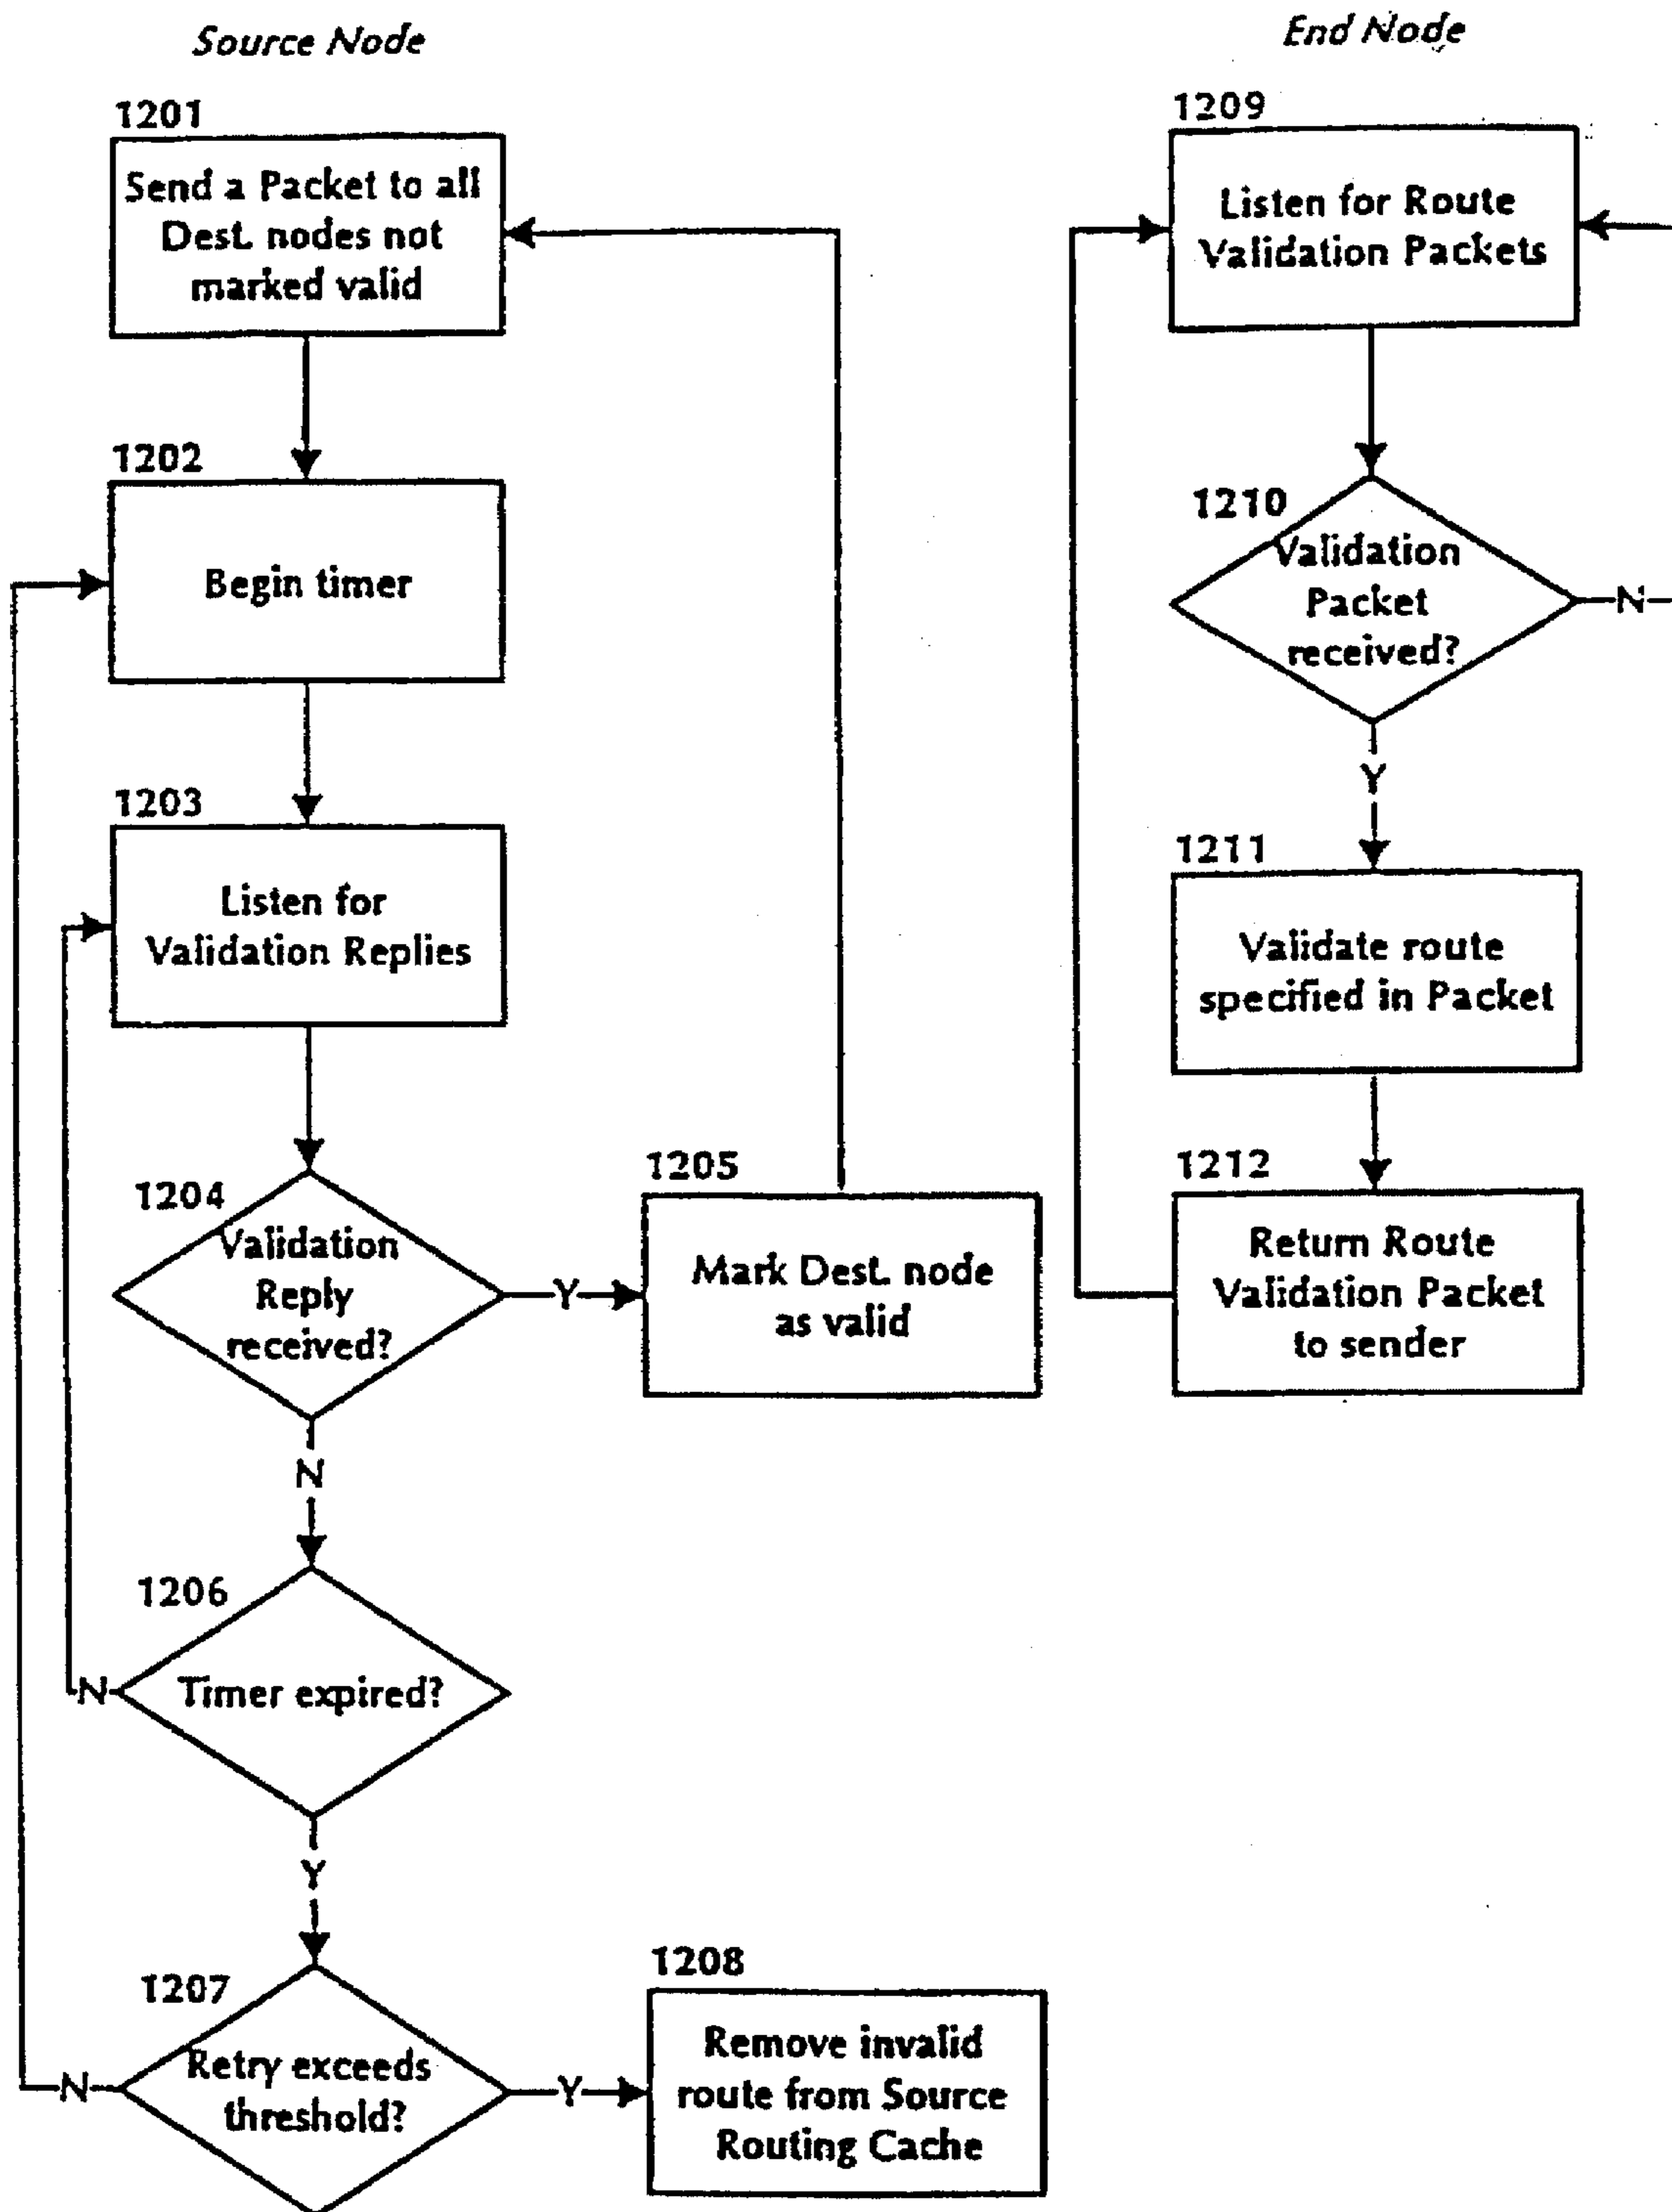 Source Node
1201
Send a Packet to all
Dest. nodes not
marked valid
1202
Begin timer
1203
Listen for
Validation Replies
1204
Validation
Reply
received?
Y
1205
Mark Dest. node
as valid
N
1206
Timer expired?
N
Y
1207
Retry exceeds
threshold?
N
Y
1208
Remove invalid
route from Source
Routing Cache
End Node
1209
Listen for Route
Validation Packets
1210
Validation
Packet
received?
N
Y
1211
Validate route
specified in Packet
1212
Return Route
Validation Packet
to sender